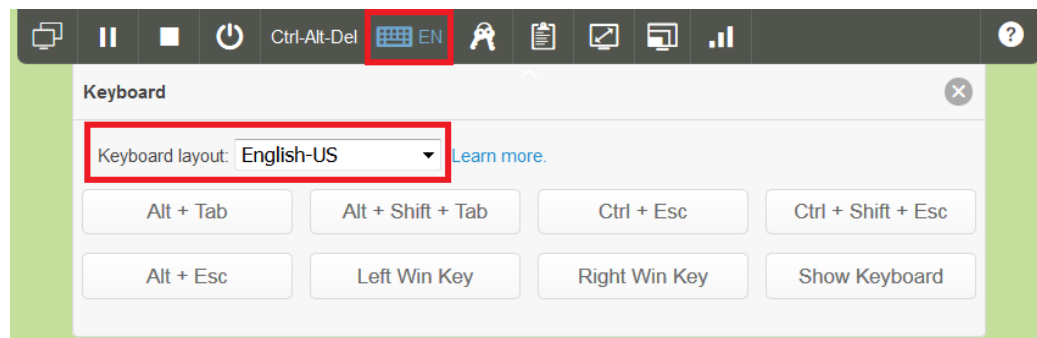 Ctrl-Alt-Del EN ?
Keyboard
Keyboard layout: English-US Learn more.
Alt + Tab Alt + Shift + Tab Ctrl + Esc Ctrl + Shift + Esc
Alt + Esc Left Win Key Right Win Key Show Keyboard